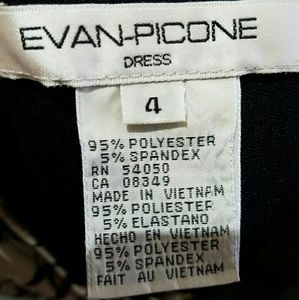 EVAN-PICONE
DRESS
4
95% POLYESTER
5% SPANDEX
RN 54050
CA 08349
MADE IN VIETNAM
95% POLIESTER
5% ELASTANO
HECHO EN VIETNAM
95% POLYESTER
5% SPANDEX
FAIT AU VIETNAM